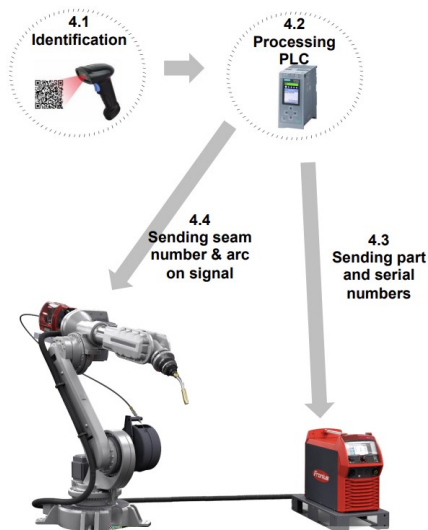 4.1
Identification
4.2
Processing
PLC
4.4
Sending seam
number & arc
on signal
4.3
Sending part
and serial
numbers
Fronius